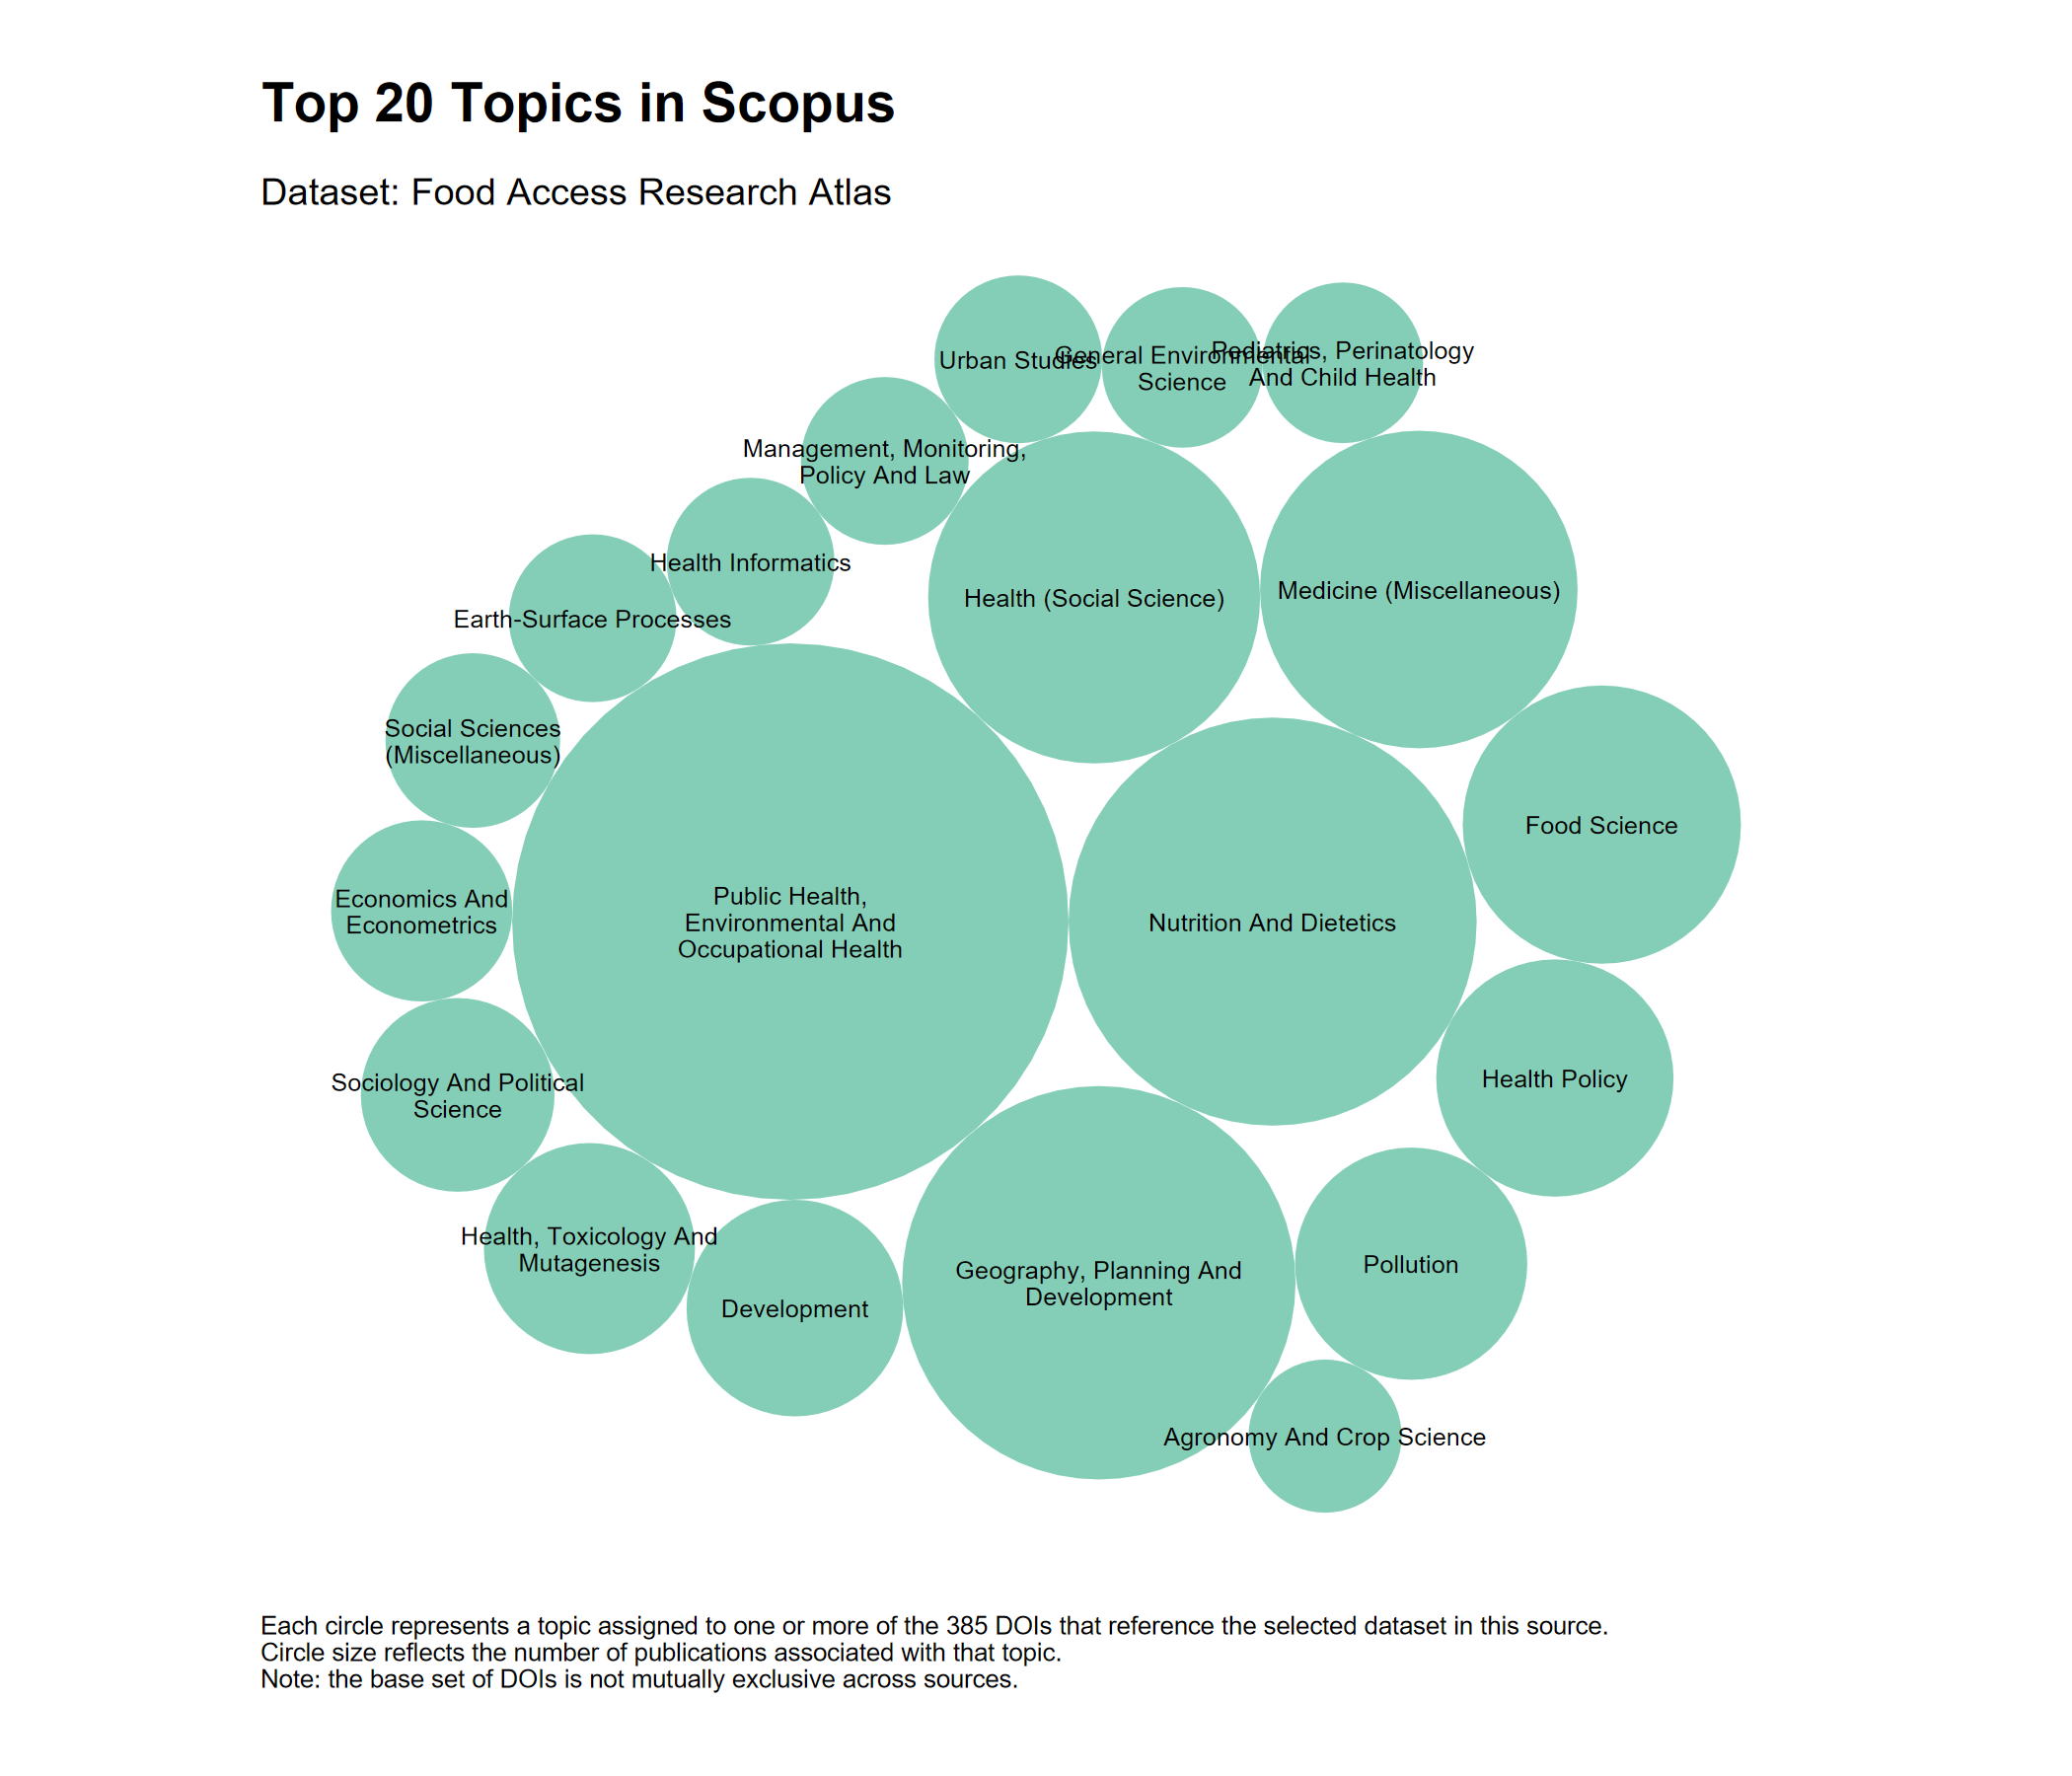 Top 20 Topics in Scopus
Dataset: Food Access Research Atlas
Urban Studies
General Environmental
Science
Pediatrics, Perinatology
And Child Health
Management, Monitoring,
Policy And Law
Health Informatics
Health (Social Science)
Medicine (Miscellaneous)
Earth-Surface Processes
Social Sciences
(Miscellaneous)
Food Science
Economics And
Econometrics
Public Health,
Environmental And
Occupational Health
Nutrition And Dietetics
Health Policy
Sociology And Political
Science
Health, Toxicology And
Mutagenesis
Development
Geography, Planning And
Development
Pollution
Agronomy And Crop Science
Each circle represents a topic assigned to one or more of the 385 DOIs that reference the selected dataset in this source.
Circle size reflects the number of publications associated with that topic.
Note: the base set of DOIs is not mutually exclusive across sources.